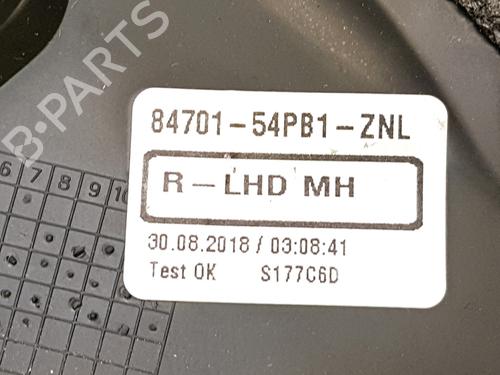 B-PARTS
84701-54PB1-ZNL
R-LHD MH
30.08.2018 / 03:08:41
Test OK S177C6D
6 7 8 9 10